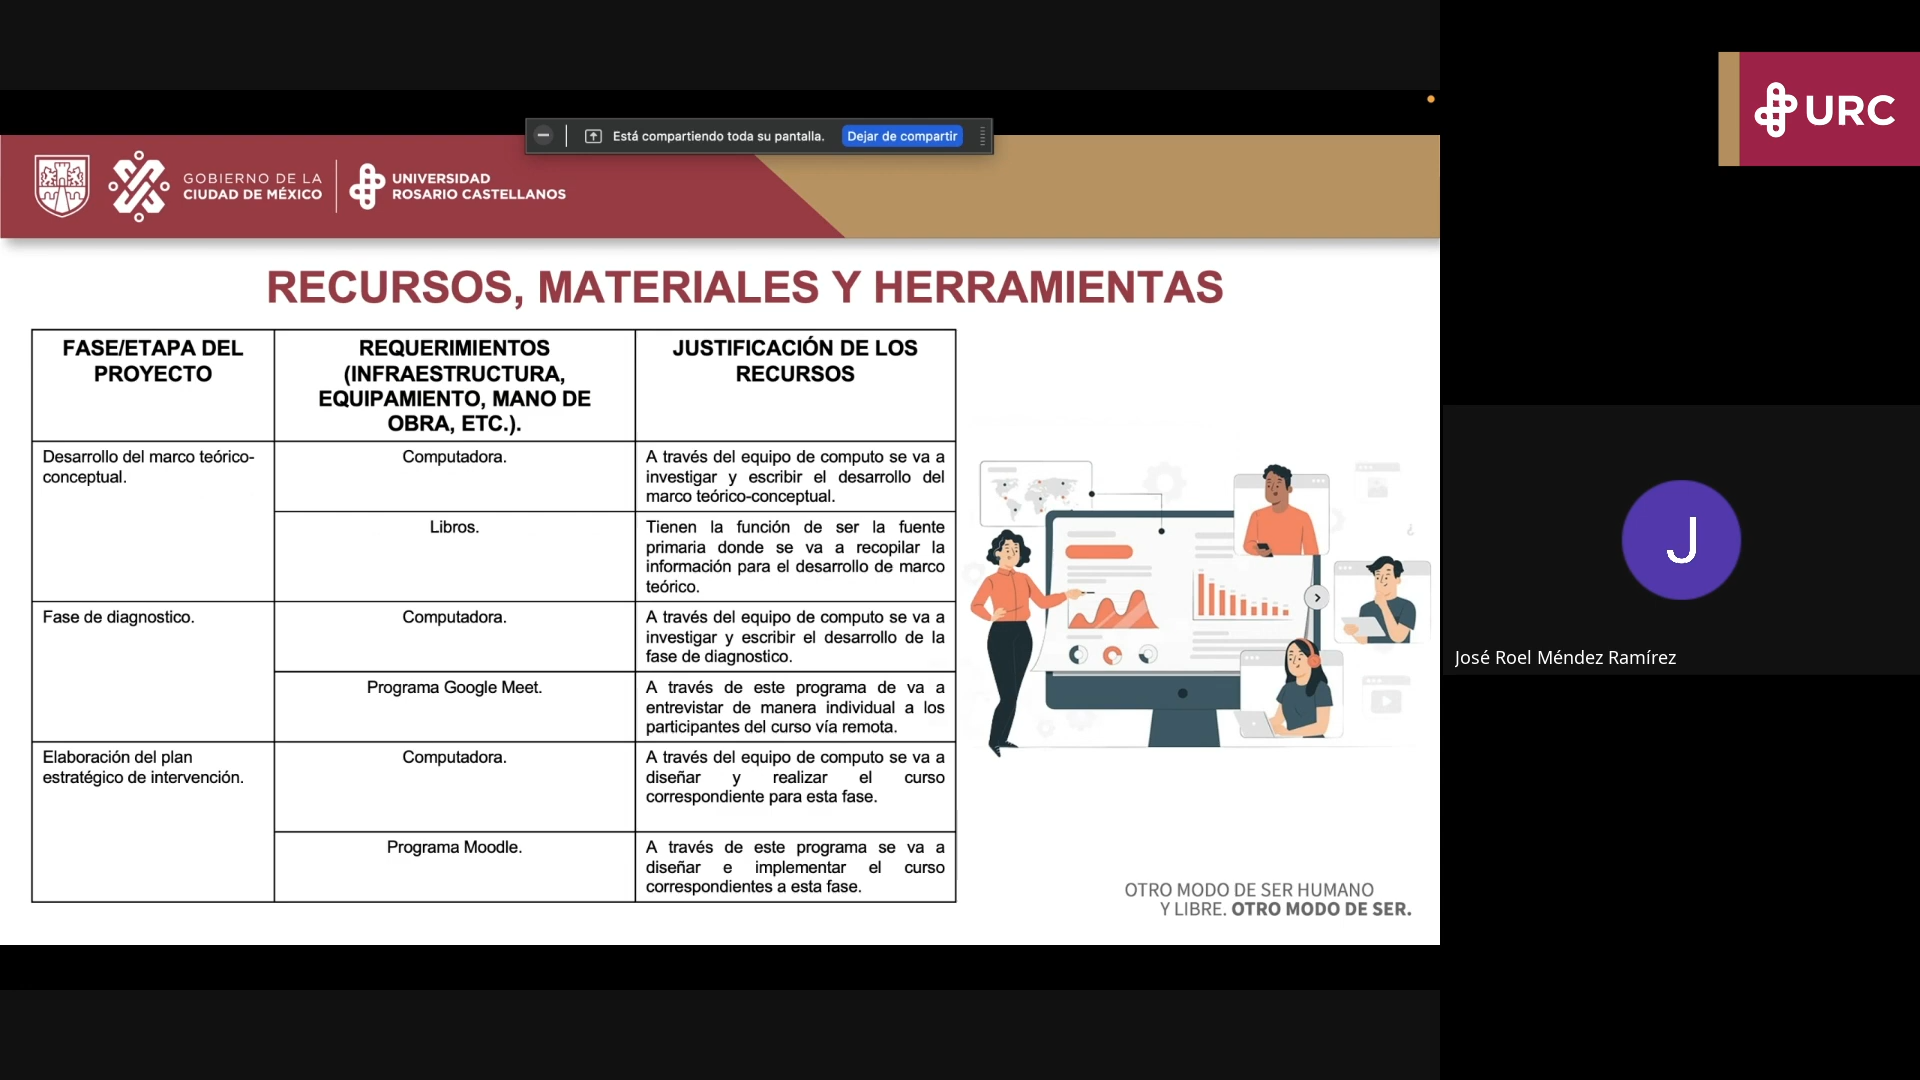 Está compartiendo toda su pantalla.
Dejar de compartir
URC
GOBIERNO DE LA
CIUDAD DE MÉXICO
UNIVERSIDAD
ROSARIO CASTELLANOS
RECURSOS, MATERIALES Y HERRAMIENTAS
FASE/ETAPA DEL
PROYECTO
REQUERIMIENTOS
(INFRAESTRUCTURA,
EQUIPAMIENTO, MANO DE
OBRA, ETC.).
JUSTIFICACIÓN DE LOS
RECURSOS
Desarrollo del marco teórico-
conceptual.
Computadora.
A través del equipo de computo se va a
investigar y escribir el desarrollo del
marco teórico-conceptual.
Libros.
Tienen la función de ser la fuente
primaria donde se va a recopilar la
información para el desarrollo de marco
teórico.
Fase de diagnostico.
Computadora.
A través del equipo de computo se va a
investigar y escribir el desarrollo de la
fase de diagnostico.
Programa Google Meet.
A través de este programa de va a
entrevistar de manera individual a los
participantes del curso vía remota.
Elaboración del plan
estratégico de intervención.
Computadora.
A través del equipo de computo se va a
diseñar y realizar el curso
correspondiente para esta fase.
Programa Moodle.
A través de este programa se va a
diseñar e implementar el curso
correspondientes a esta fase.
OTRO MODO DE SER HUMANO
Y LIBRE. OTRO MODO DE SER.
J
José Roel Méndez Ramírez